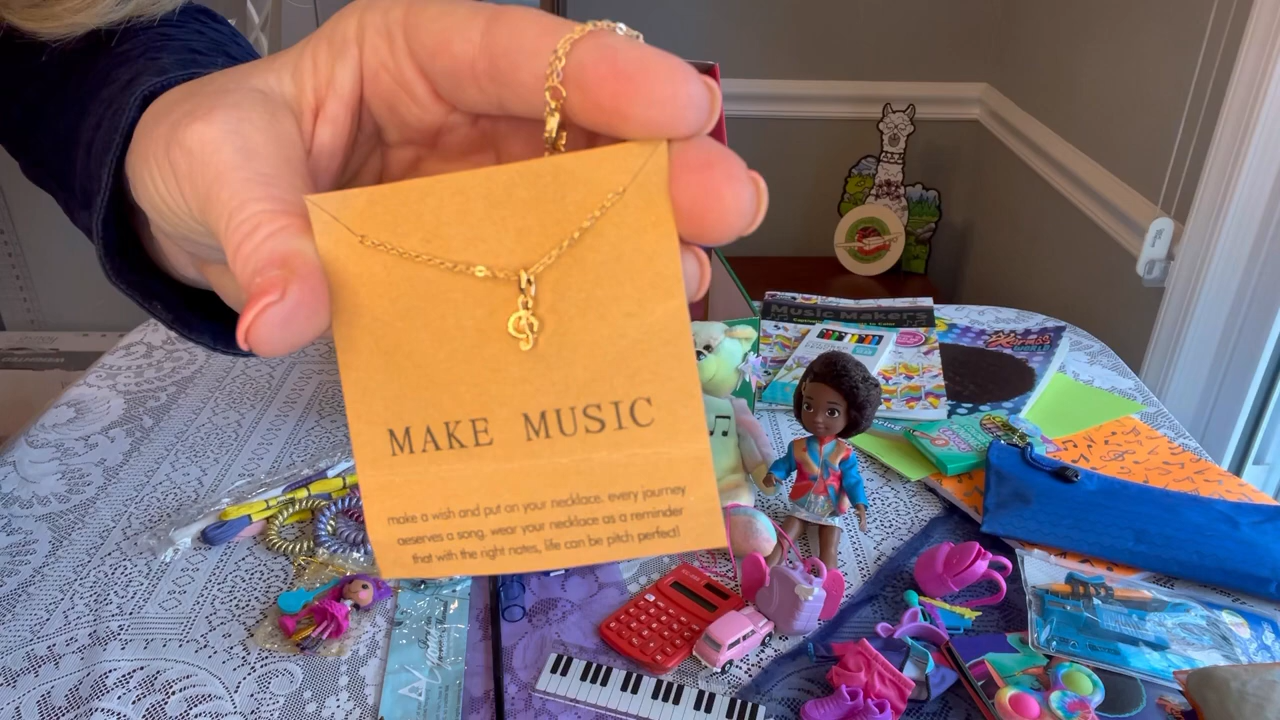 MAKE MUSIC
make a wish and put on your necklace. every journey
deserves a song. wear your necklace as a reminder
that with the right notes, life can be pitch perfect!
Music Makers